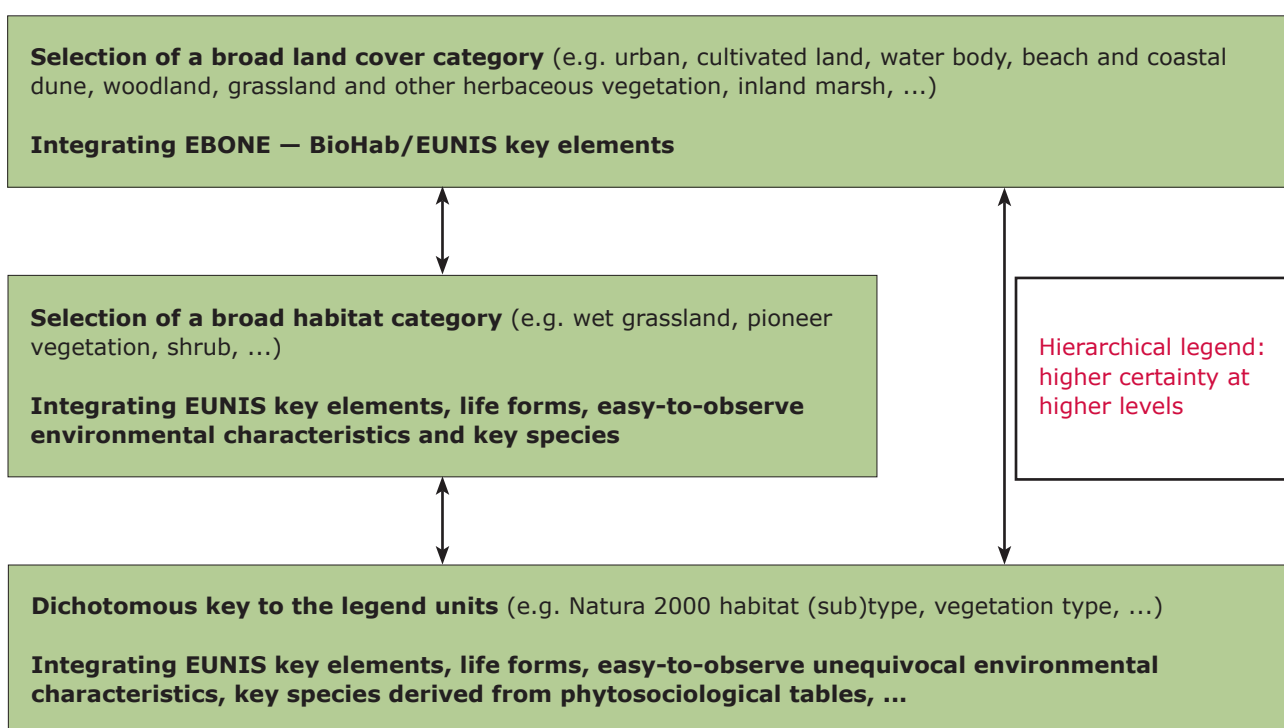 Selection of a broad land cover category (e.g. urban, cultivated land, water body, beach and coastal
dune, woodland, grassland and other herbaceous vegetation, inland marsh, ...)
Integrating EBONE — BioHab/EUNIS key elements
Selection of a broad habitat category (e.g. wet grassland, pioneer
vegetation, shrub, ...)
Integrating EUNIS key elements, life forms, easy-to-observe
environmental characteristics and key species
Hierarchical legend:
higher certainty at
higher levels
Dichotomous key to the legend units (e.g. Natura 2000 habitat (sub)type, vegetation type, ...)
Integrating EUNIS key elements, life forms, easy-to-observe unequivocal environmental
characteristics, key species derived from phytosociological tables, ...